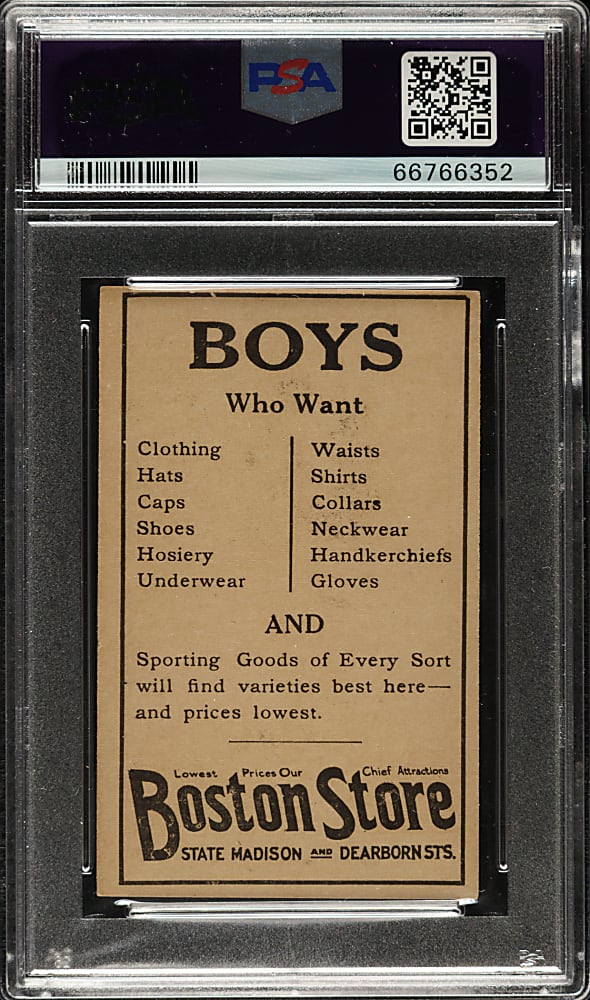 PSA
66766352
BOYS
Who Want
Clothing
Hats
Caps
Shoes
Hosiery
Underwear
Waists
Shirts
Collars
Neckwear
Handkerchiefs
Gloves
AND
Sporting Goods of Every Sort
will find varieties best here—
and prices lowest.
Lowest Prices Our Chief Attractions
Boston Store
STATE MADISON AND DEARBORN STS.